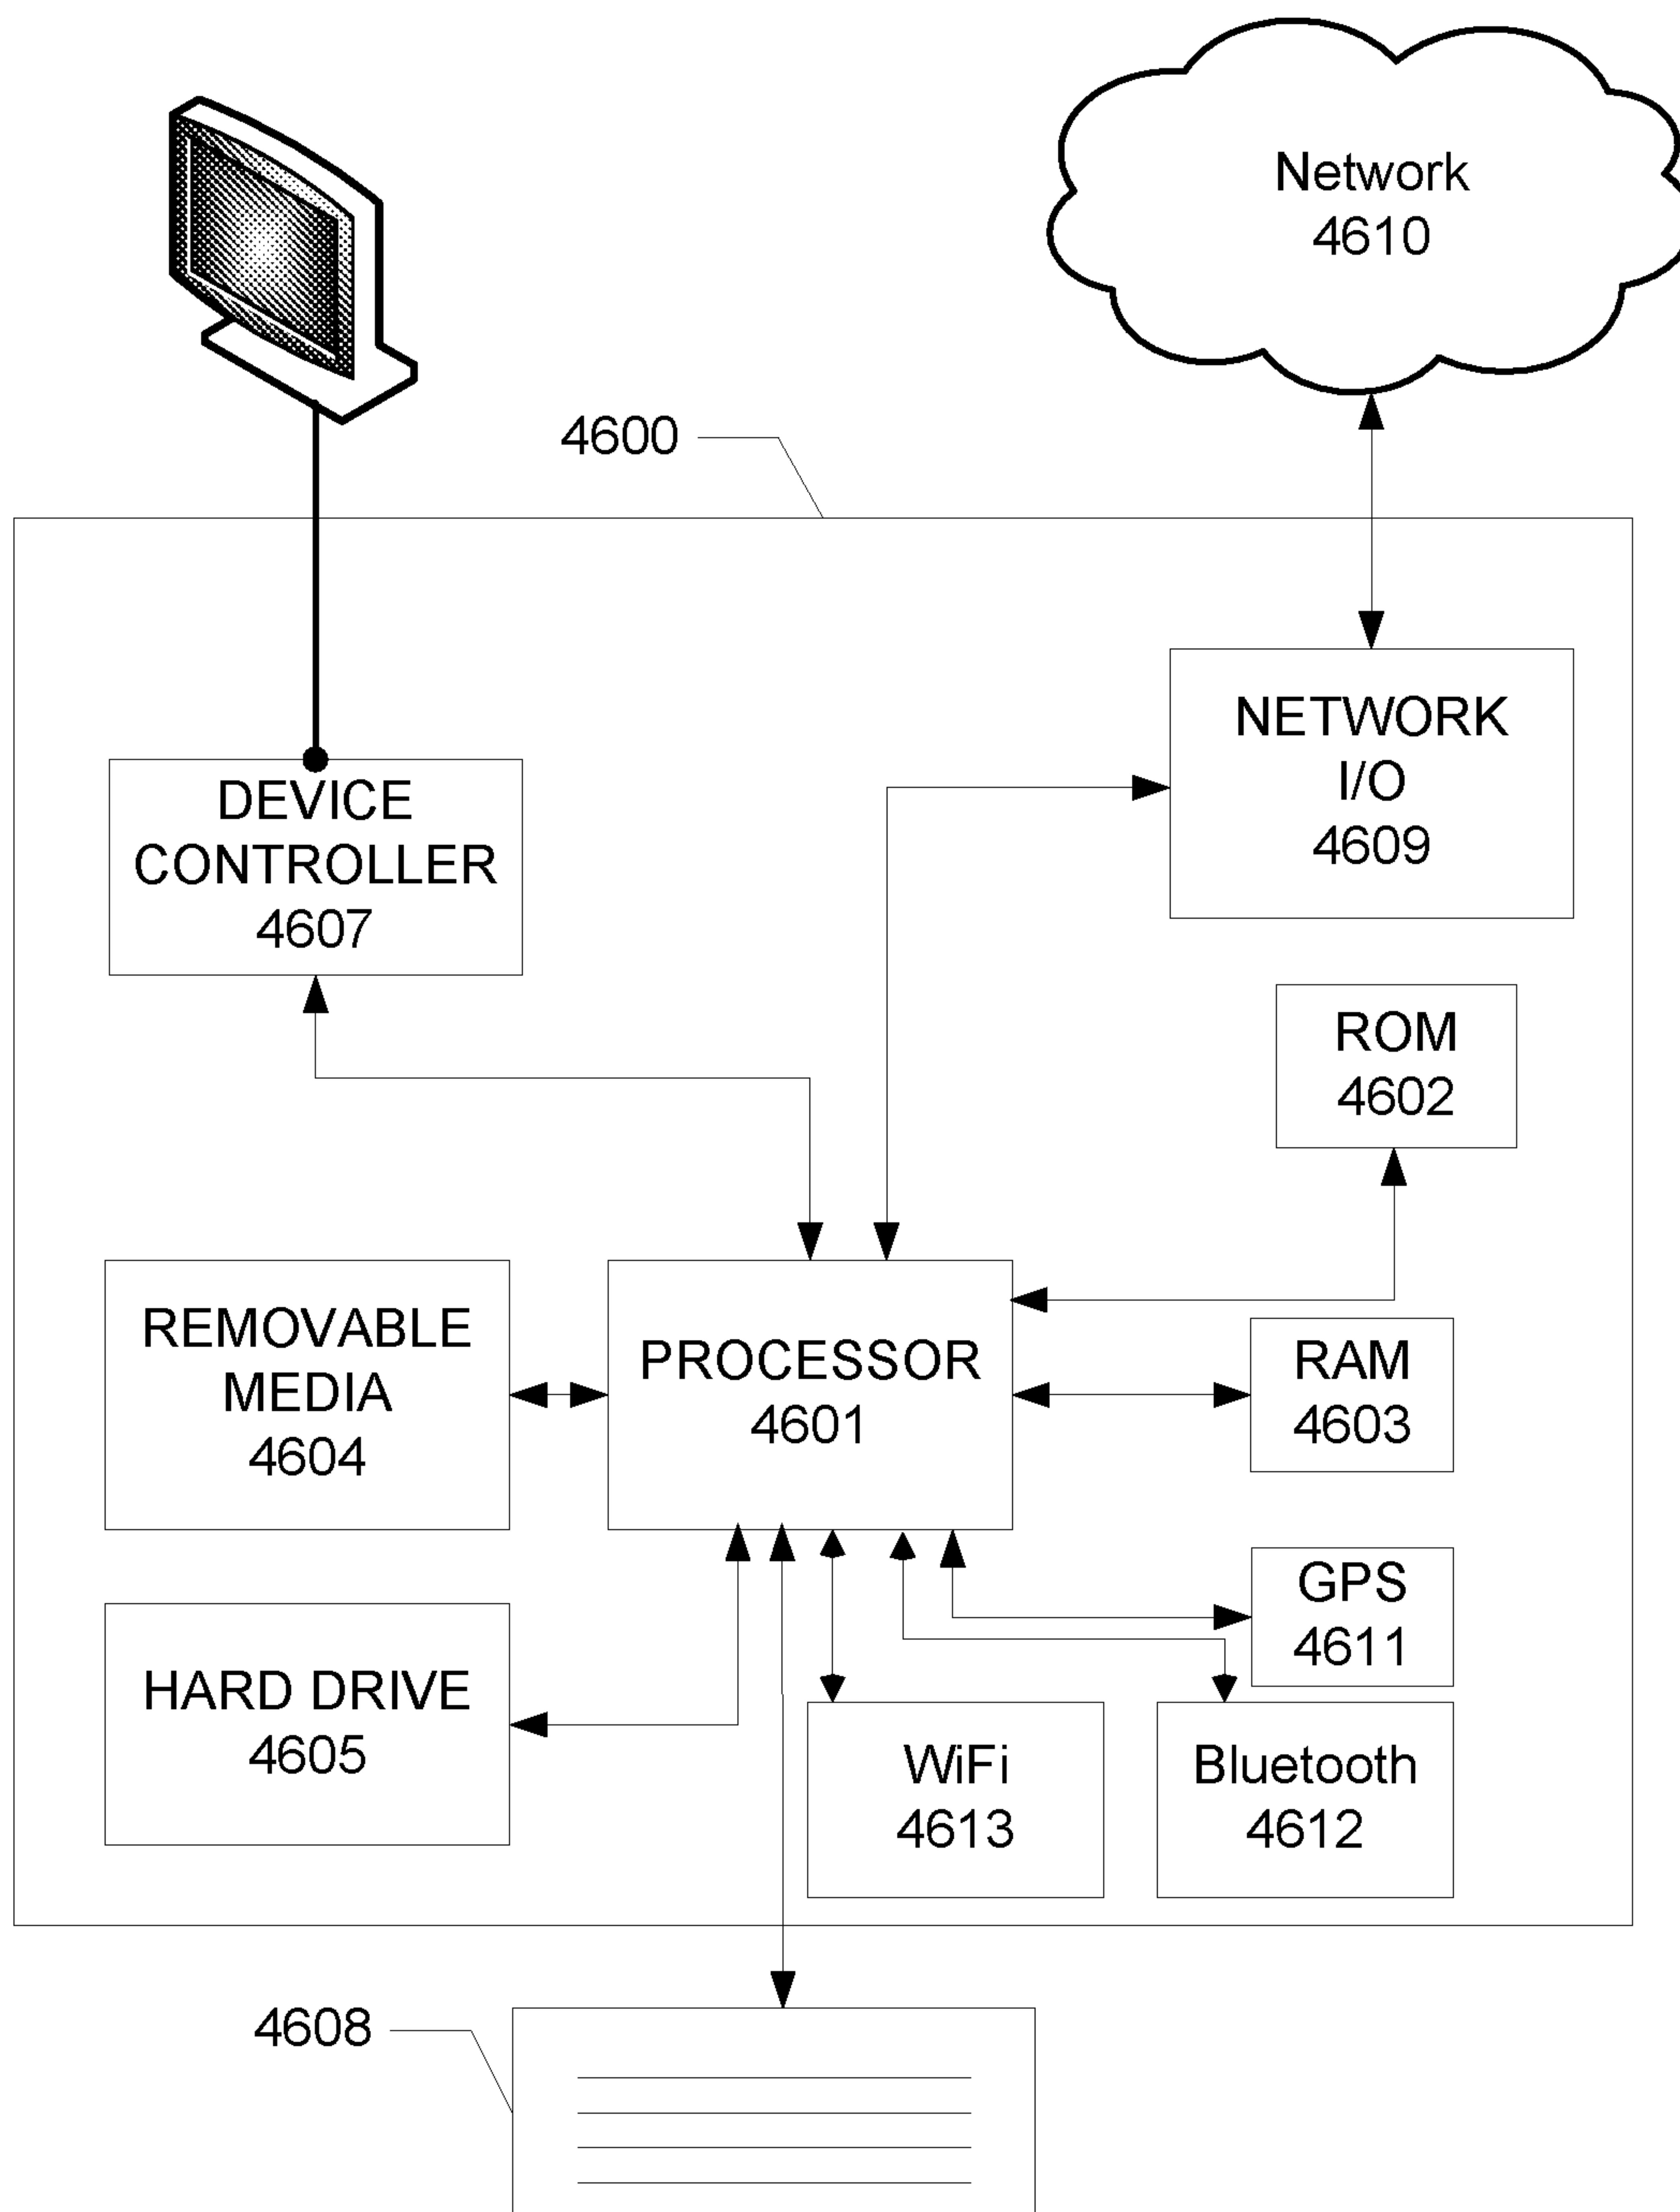 Network
4610
4600
NETWORK
I/O
4609
DEVICE
CONTROLLER
4607
ROM
4602
REMOVABLE
MEDIA
4604
PROCESSOR
4601
RAM
4603
GPS
4611
HARD DRIVE
4605
WiFi
4613
Bluetooth
4612
4608